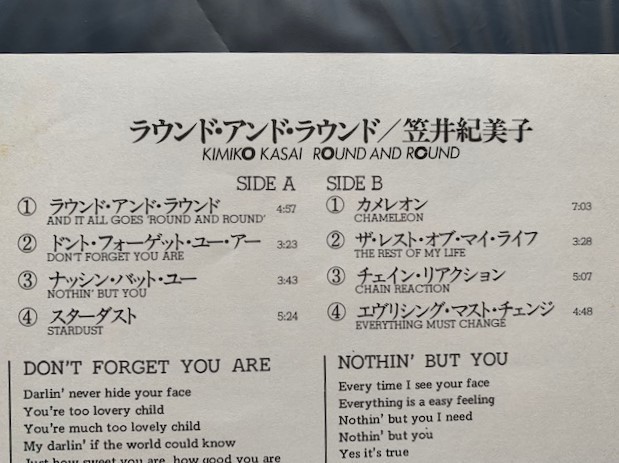 ラウンド・アンド・ラウンド／笠井紀美子
KIMIKO KASAI ROUND AND ROUND
SIDE A
① ラウンド・アンド・ラウンド 4:57
AND IT ALL GOES 'ROUND AND ROUND'
② ドント・フォーゲット・ユー・アー 3:23
DON'T FORGET YOU ARE
③ ナッシン・バット・ユー 3:43
NOTHIN' BUT YOU
④ スターダスト 5:24
STARDUST
SIDE B
① カメレオン 7:03
CHAMELEON
② ザ・レスト・オブ・マイ・ライフ 3:28
THE REST OF MY LIFE
③ チェイン・リアクション 5:07
CHAIN REACTION
④ エヴリシング・マスト・チェンジ 4:48
EVERYTHING MUST CHANGE
DON'T FORGET YOU ARE
Darlin' never hide your face
You're too lovery child
You're much too lovely child
My darlin' if the world could know
Just how sweet you are, how good you are
NOTHIN' BUT YOU
Every time I see your face
Everything is a easy feeling
Nothin' but you I need
Nothin' but you
Yes it's true